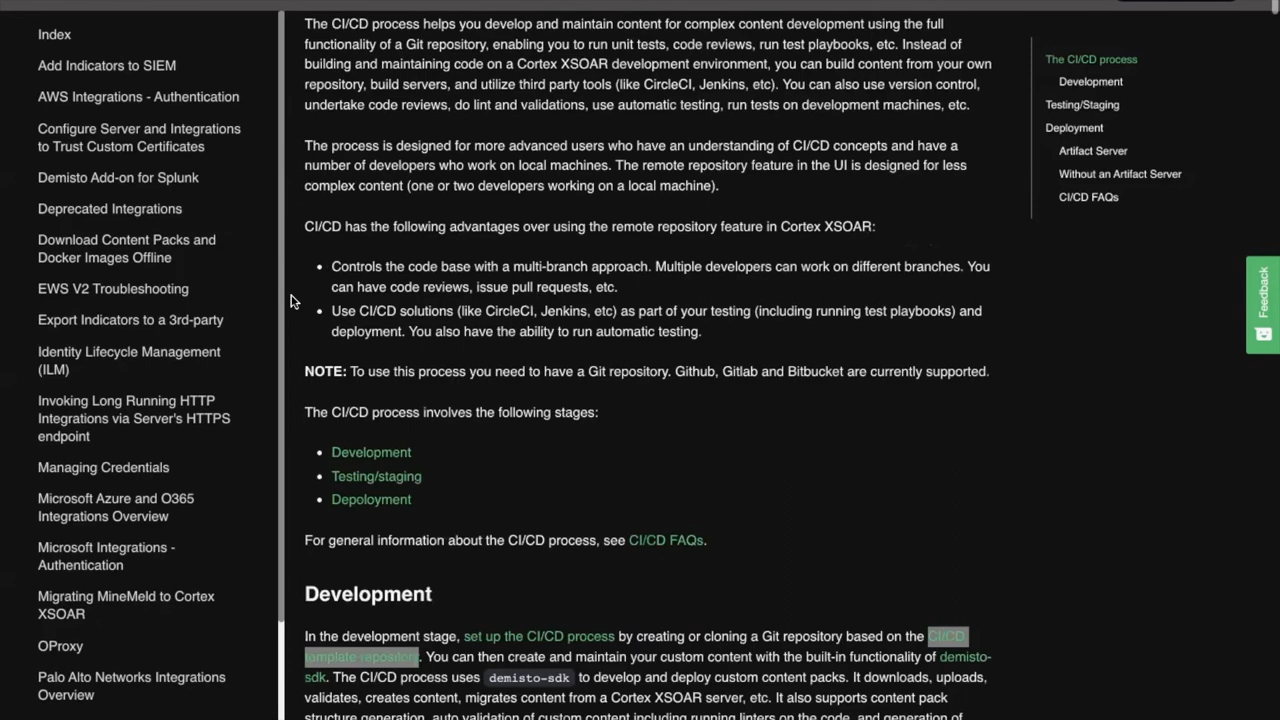 Index
Add Indicators to SIEM
AWS Integrations - Authentication
Configure Server and Integrations
to Trust Custom Certificates
Demisto Add-on for Splunk
Deprecated Integrations
Download Content Packs and
Docker Images Offline
EWS V2 Troubleshooting
Export Indicators to a 3rd-party
Identity Lifecycle Management
(ILM)
Invoking Long Running HTTP
Integrations via Server's HTTPS
endpoint
Managing Credentials
Microsoft Azure and O365
Integrations Overview
Microsoft Integrations -
Authentication
Migrating MineMeld to Cortex
XSOAR
OProxy
Palo Alto Networks Integrations
Overview
The CI/CD process helps you develop and maintain content for complex content development using the full
functionality of a Git repository, enabling you to run unit tests, code reviews, run test playbooks, etc. Instead of
building and maintaining code on a Cortex XSOAR development environment, you can build content from your own
repository, build servers, and utilize third party tools (like CircleCI, Jenkins, etc). You can also use version control,
undertake code reviews, do lint and validations, use automatic testing, run tests on development machines, etc.
The process is designed for more advanced users who have an understanding of CI/CD concepts and have a
number of developers who work on local machines. The remote repository feature in the UI is designed for less
complex content (one or two developers working on a local machine).
CI/CD has the following advantages over using the remote repository feature in Cortex XSOAR:
• Controls the code base with a multi-branch approach. Multiple developers can work on different branches. You
can have code reviews, issue pull requests, etc.
• Use CI/CD solutions (like CircleCI, Jenkins, etc) as part of your testing (including running test playbooks) and
deployment. You also have the ability to run automatic testing.
NOTE: To use this process you need to have a Git repository. Github, Gitlab and Bitbucket are currently supported.
The CI/CD process involves the following stages:
• Development
• Testing/staging
• Depoloyment
For general information about the CI/CD process, see CI/CD FAQs.
Development
In the development stage, set up the CI/CD process by creating or cloning a Git repository based on the CI/CD
template repository. You can then create and maintain your custom content with the built-in functionality of demisto-
sdk. The CI/CD process uses demisto-sdk to develop and deploy custom content packs. It downloads, uploads,
validates, creates content, migrates content from a Cortex XSOAR server, etc. It also supports content pack
structure generation, auto validation of custom content including running linters on the code, and generation of
The CI/CD process
Development
Testing/Staging
Deployment
Artifact Server
Without an Artifact Server
CI/CD FAQs
Feedback